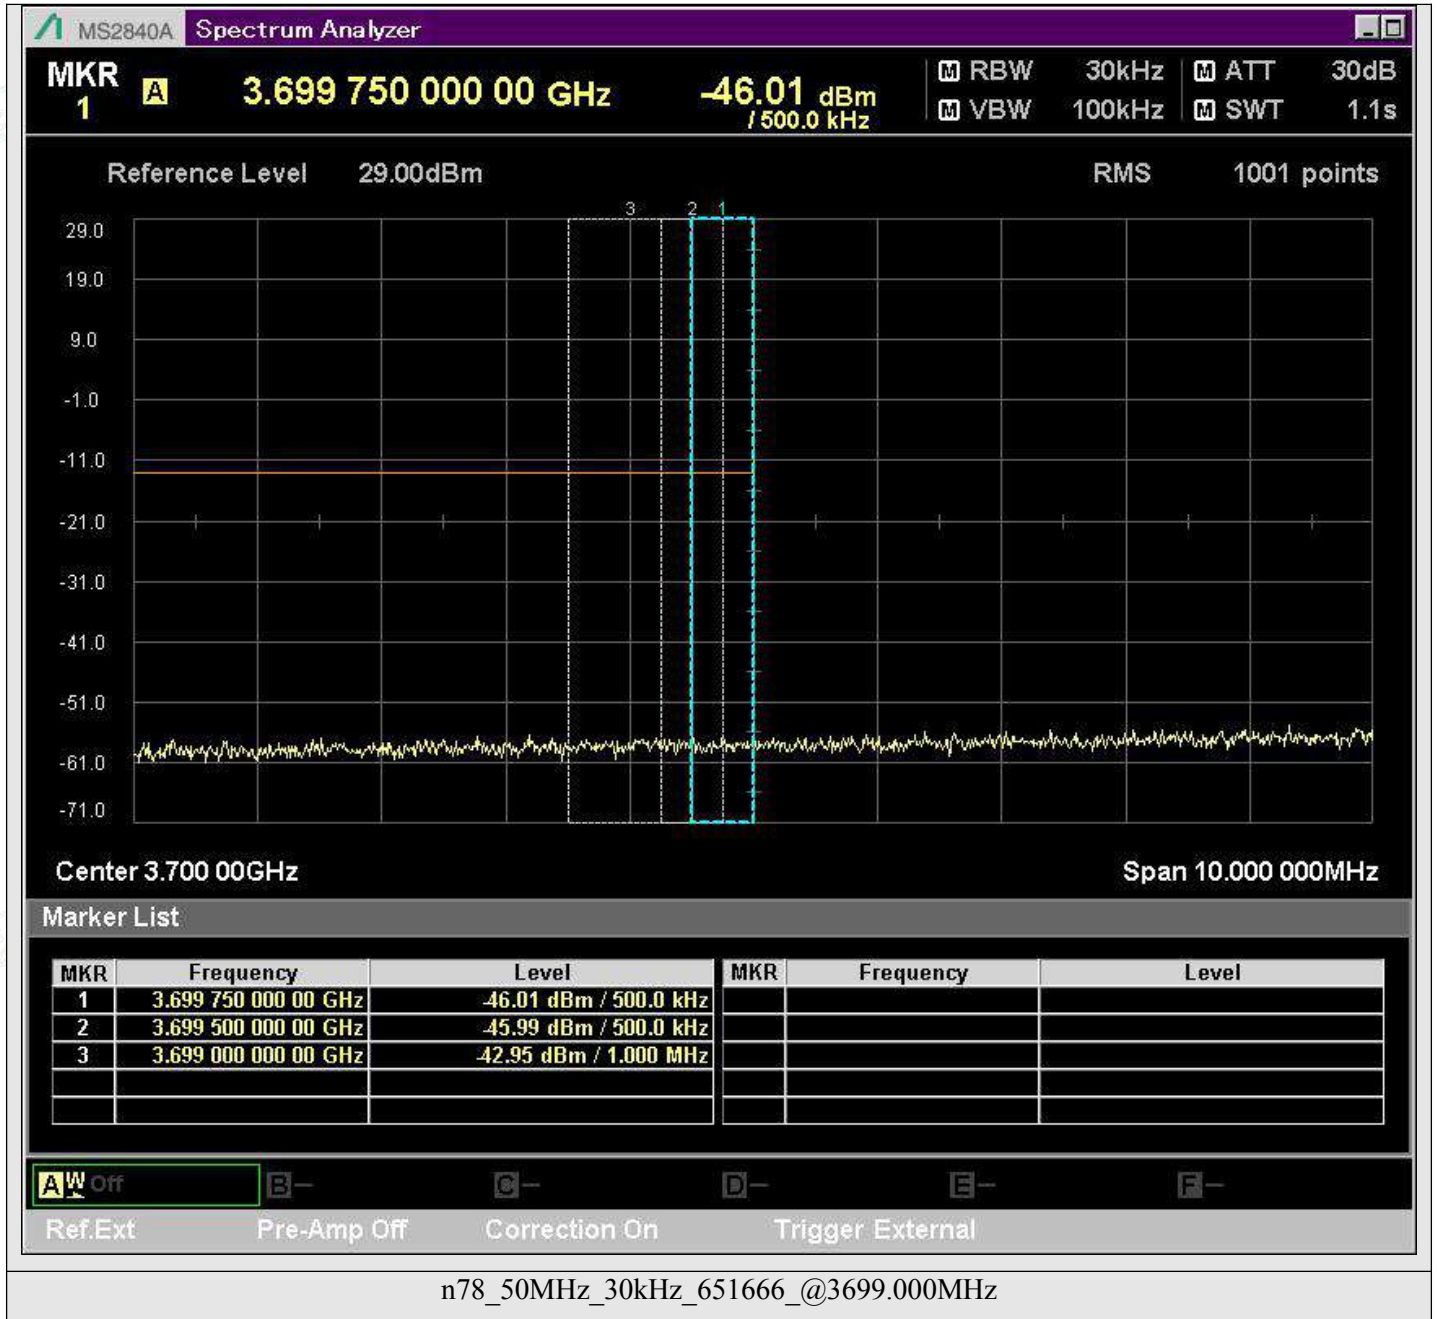 MS2840A Spectrum Analyzer
MKR 1 A 3.699 750 000 00 GHz -46.01 dBm / 500.0 kHz
M RBW 30kHz M ATT 30dB
M VBW 100kHz M SWT 1.1s
Reference Level 29.00dBm RMS 1001 points
3 2 1
29.0
19.0
9.0
-1.0
-11.0
-21.0
-31.0
-41.0
-51.0
-61.0
-71.0
Center 3.700 00GHz Span 10.000 000MHz
Marker List
MKR Frequency Level MKR Frequency Level
1 3.699 750 000 00 GHz -46.01 dBm / 500.0 kHz
2 3.699 500 000 00 GHz -45.99 dBm / 500.0 kHz
3 3.699 000 000 00 GHz -42.95 dBm / 1.000 MHz
A W Off B - C - D - E - F -
Ref.Ext Pre-Amp Off Correction On Trigger External
n78_50MHz_30kHz_651666_@3699.000MHz